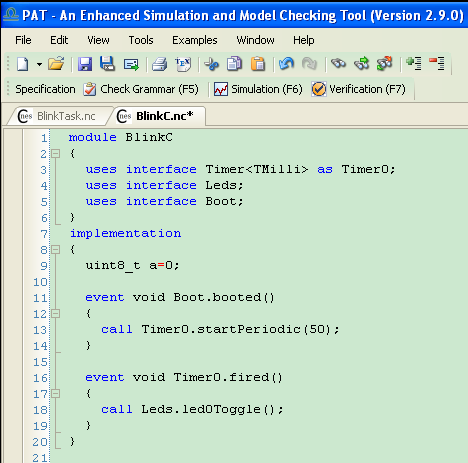 PAT - An Enhanced Simulation and Model Checking Tool (Version 2.9.0)
File Edit View Tools Examples Window Help
TEX
Specification Check Grammar (F5) Simulation (F6) Verification (F7)
nes BlinkTask.nc nes BlinkC.nc*
1 module BlinkC
2 {
3 uses interface Timer<TMilli> as Timer0;
4 uses interface Leds;
5 uses interface Boot;
6 }
7 implementation
8 {
9 uint8_t a=0;
10
11 event void Boot.booted()
12 {
13 call Timer0.startPeriodic(50);
14 }
15
16 event void Timer0.fired()
17 {
18 call Leds.led0Toggle();
19 }
20 }
21